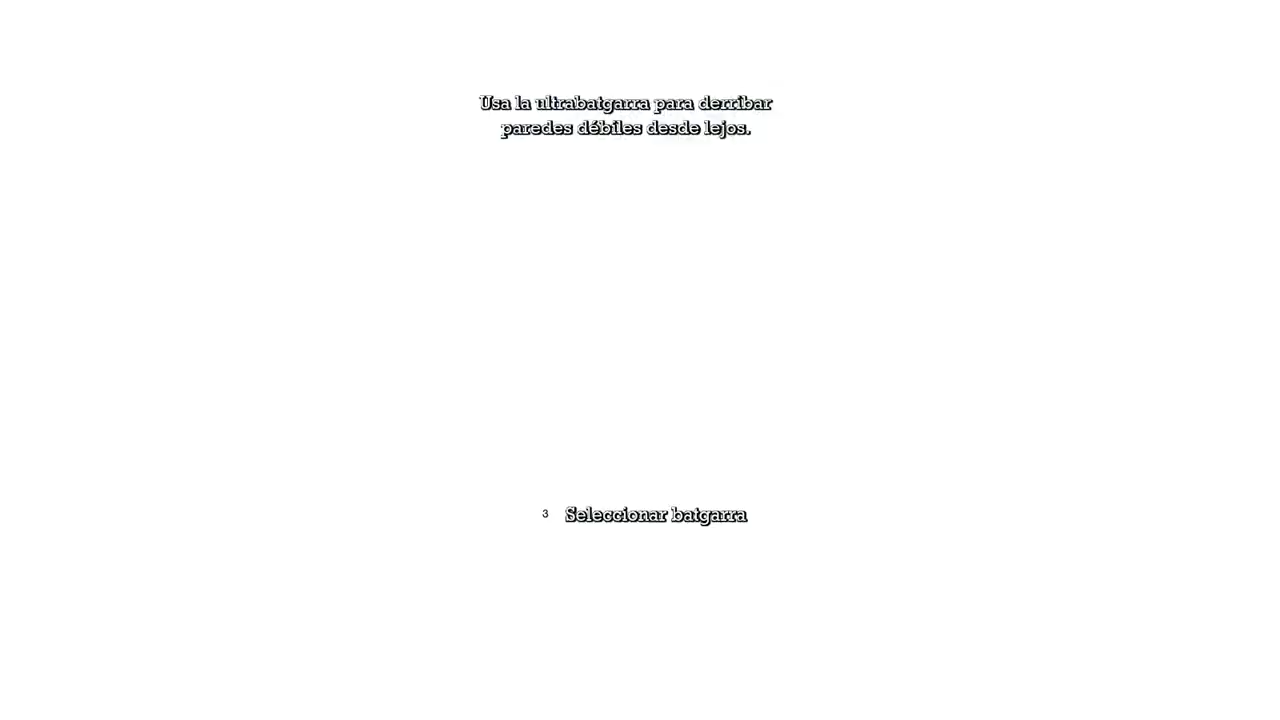 Usa la ultrabatgarra para derribar
paredes débiles desde lejos.
3 Seleccionar batgarra